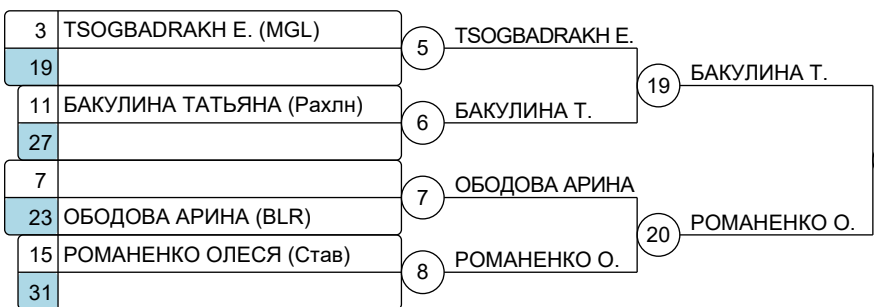 3 TSOGBADRAKH E. (MGL)
19
11 БАКУЛИНА ТАТЬЯНА (Рахлн)
27
7
23 ОБОДОВА АРИНА (BLR)
15 РОМАНЕНКО ОЛЕСЯ (Став)
31
5 TSOGBADRAKH E.
6 БАКУЛИНА Т.
7 ОБОДОВА АРИНА
8 РОМАНЕНКО О.
19 БАКУЛИНА Т.
20 РОМАНЕНКО О.